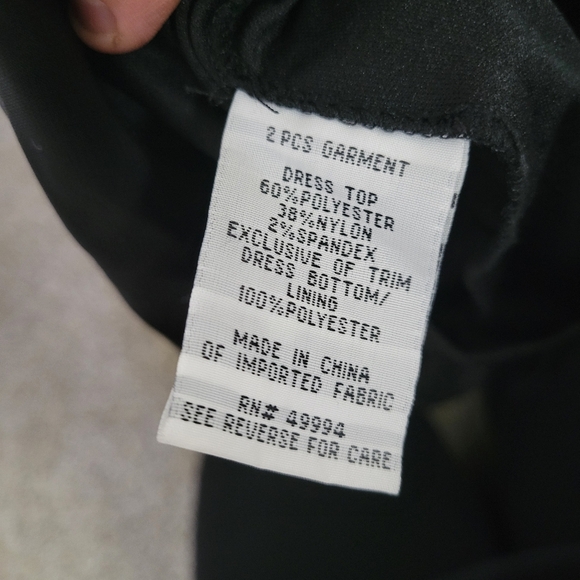 2 PCS GARMENT
DRESS TOP
60%POLYESTER
38%NYLON
2%SPANDEX
EXCLUSIVE OF TRIM
DRESS BOTTOM/
LINING
100%POLYESTER
MADE IN CHINA
OF IMPORTED FABRIC
RN# 49994
SEE REVERSE FOR CARE